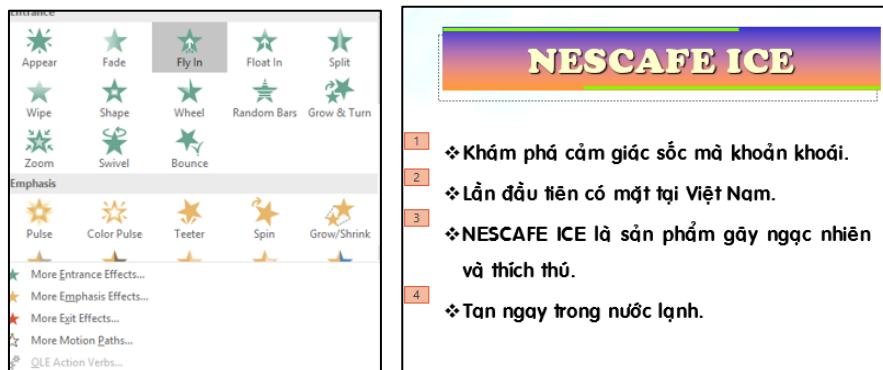 Entrance
Appear
Fade
Fly In
Float In
Split
Wipe
Shape
Wheel
Random Bars
Grow & Turn
Zoom
Swivel
Bounce
Emphasis
Pulse
Color Pulse
Teeter
Spin
Grow/Shrink
More Entrance Effects...
More Emphasis Effects...
More Exit Effects...
More Motion Paths...
OLE Action Verbs...
NESCAFE ICE
1
❖Khám phá cảm giác sốc mà khoản khoái.
2
❖Lần đầu tiên có mặt tại Việt Nam.
3
❖NESCAFE ICE là sản phẩm gây ngạc nhiên
và thích thú.
4
❖Tan ngay trong nước lạnh.